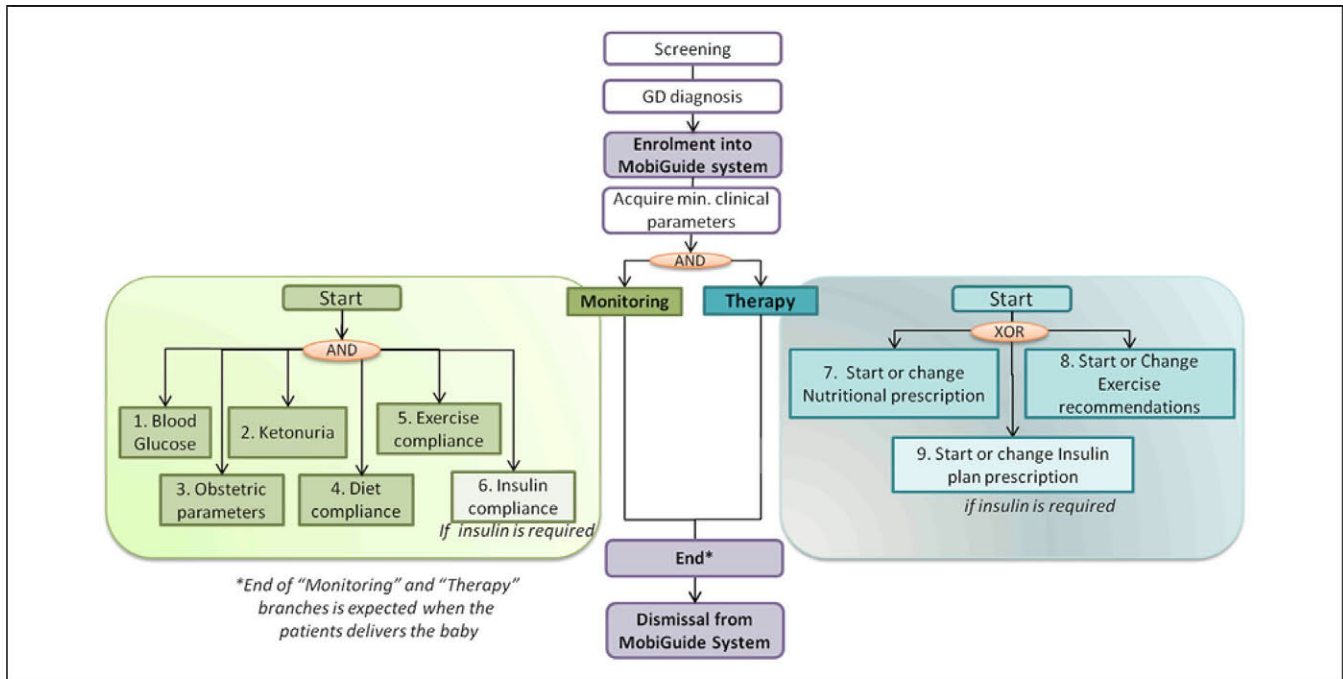 Screening
GD diagnosis
Enrolment into
MobiGuide system
Acquire min. clinical
parameters
AND
Monitoring
Therapy
Start
AND
1. Blood
Glucose
2. Ketonuria
5. Exercise
compliance
3. Obstetric
parameters
4. Diet
compliance
6. Insulin
compliance
If insulin is required
Start
XOR
7. Start or change
Nutritional prescription
8. Start or Change
Exercise
recommendations
9. Start or change Insulin
plan prescription
if insulin is required
End*
Dismissal from
MobiGuide System
*End of “Monitoring” and “Therapy”
branches is expected when the
patients delivers the baby